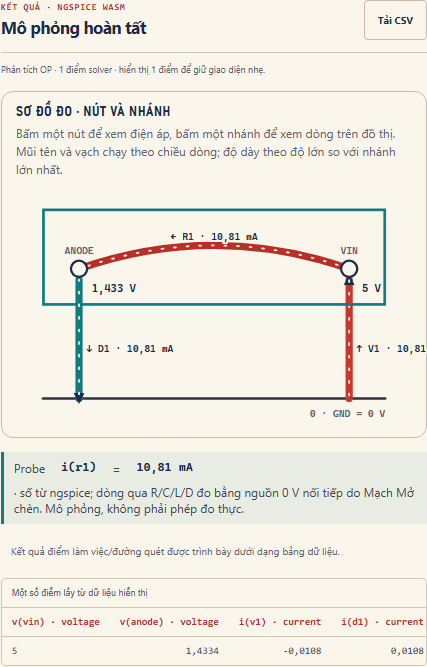 KẾT QUẢ · NGSPICE WASM
Mô phỏng hoàn tất
Tải CSV
Phân tích OP · 1 điểm solver · hiển thị 1 điểm để giữ giao diện nhẹ.
SƠ ĐỒ ĐO · NÚT VÀ NHÁNH
Bấm một nút để xem điện áp, bấm một nhánh để xem dòng trên đồ thị.
Mũi tên và vạch chạy theo chiều dòng; độ dày theo độ lớn so với nhánh
lớn nhất.
← R1 · 10,81 mA
ANODE
VIN
1,433 V
5 V
↓ D1 · 10,81 mA
↑ V1 · 10,81
0 · GND = 0 V
Probe i(r1) = 10,81 mA
· số từ ngspice; dòng qua R/C/L/D đo bằng nguồn 0 V nối tiếp do Mạch Mở
chèn. Mô phỏng, không phải phép đo thực.
Kết quả điểm làm việc/đường quét được trình bày dưới dạng bảng dữ liệu.
Một số điểm lấy từ dữ liệu hiển thị
v(vin) · voltage v(anode) · voltage i(v1) · current i(d1) · current
5 1,4334 -0,0108 0,0108